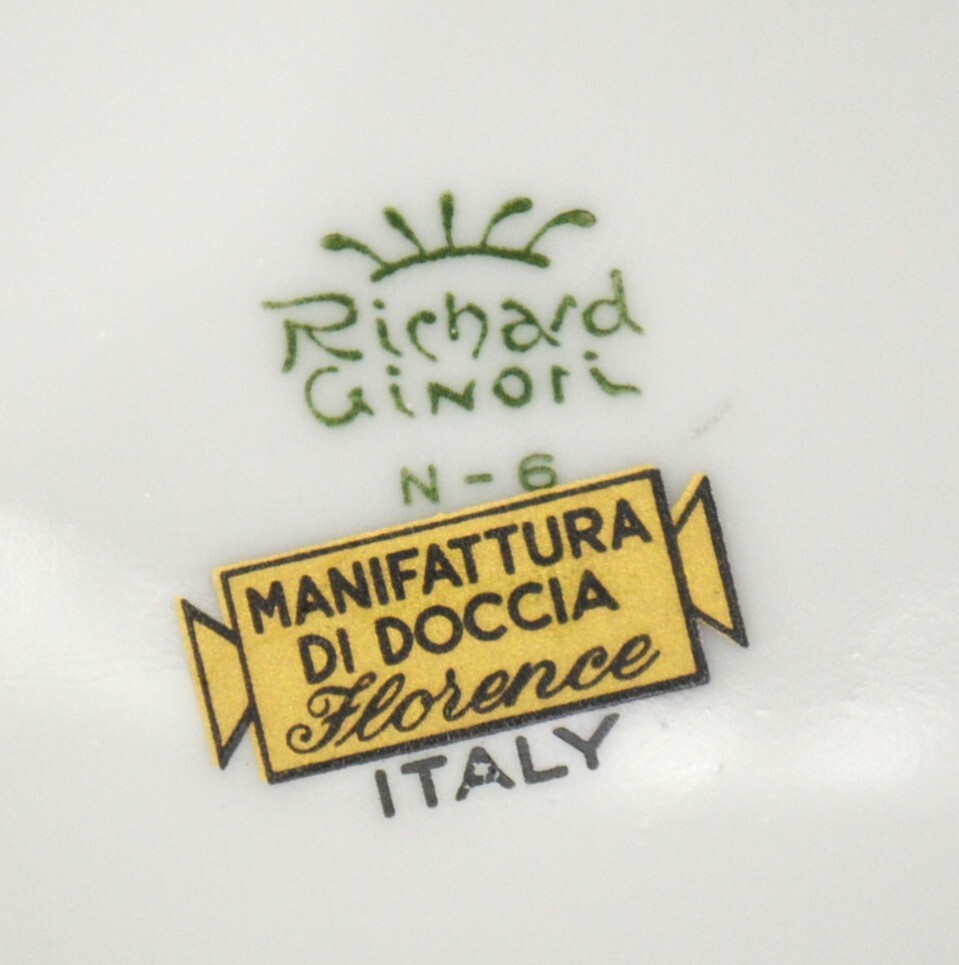 Richard
Ginori
N - 6
MANIFATTURA
DI DOCCIA
Florence
ITALY